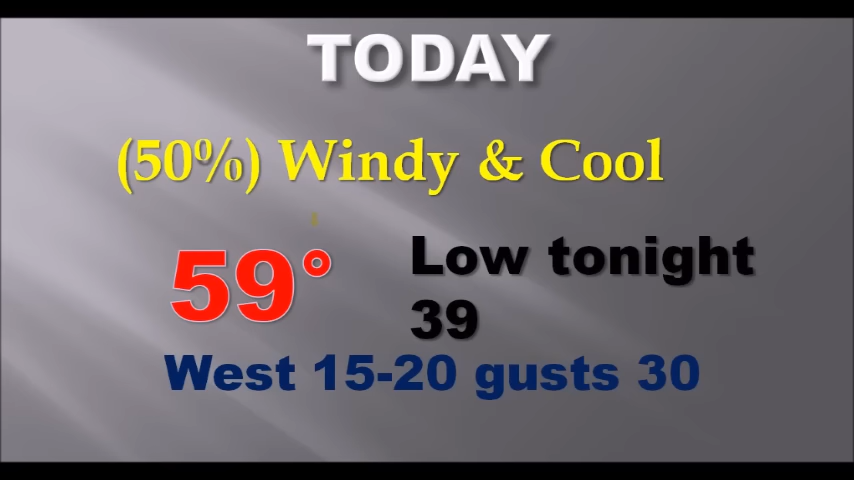 TODAY
(50%) Windy & Cool
59°
Low tonight
39
West 15-20 gusts 30